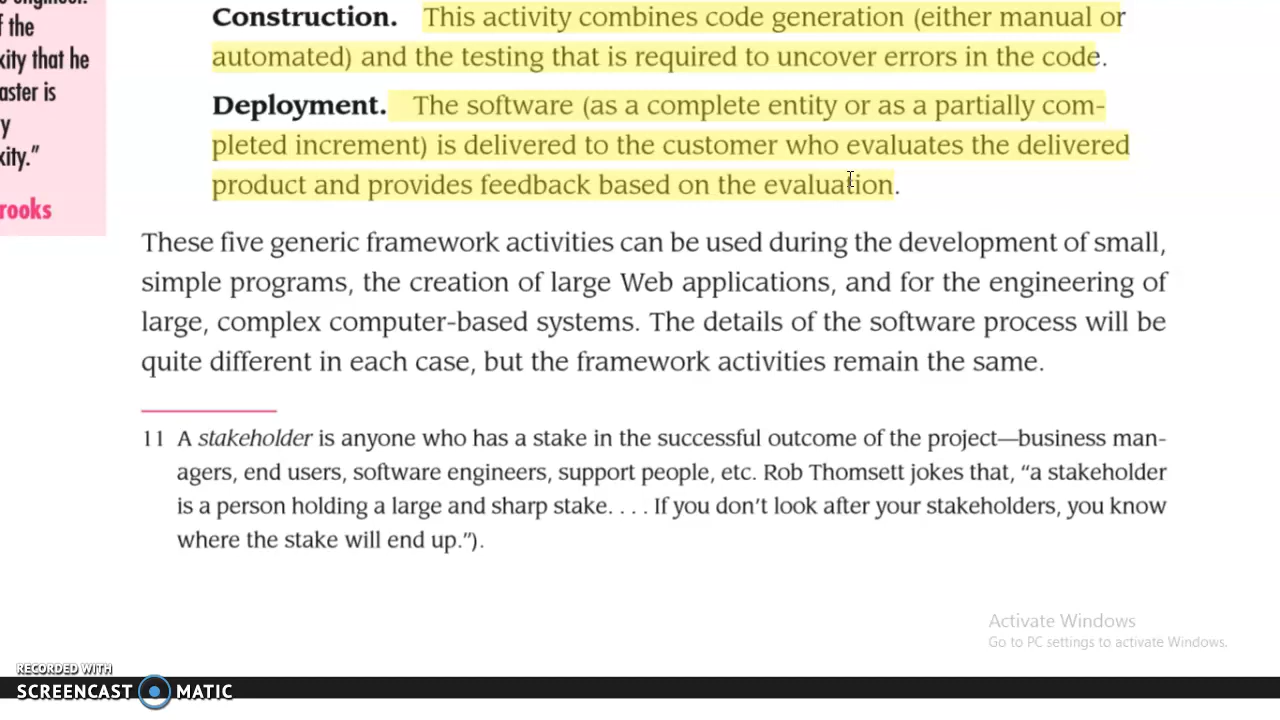 engineer.
f the
xity that he
aster is
y
xity."
rooks
Construction. This activity combines code generation (either manual or
automated) and the testing that is required to uncover errors in the code.
Deployment. The software (as a complete entity or as a partially com-
pleted increment) is delivered to the customer who evaluates the delivered
product and provides feedback based on the evaluation.
These five generic framework activities can be used during the development of small,
simple programs, the creation of large Web applications, and for the engineering of
large, complex computer-based systems. The details of the software process will be
quite different in each case, but the framework activities remain the same.
11 A stakeholder is anyone who has a stake in the successful outcome of the project—business man-
agers, end users, software engineers, support people, etc. Rob Thomsett jokes that, “a stakeholder
is a person holding a large and sharp stake. . . . If you don’t look after your stakeholders, you know
where the stake will end up.”).
Activate Windows
Go to PC settings to activate Windows.
RECORDED WITH
SCREENCAST MATIC